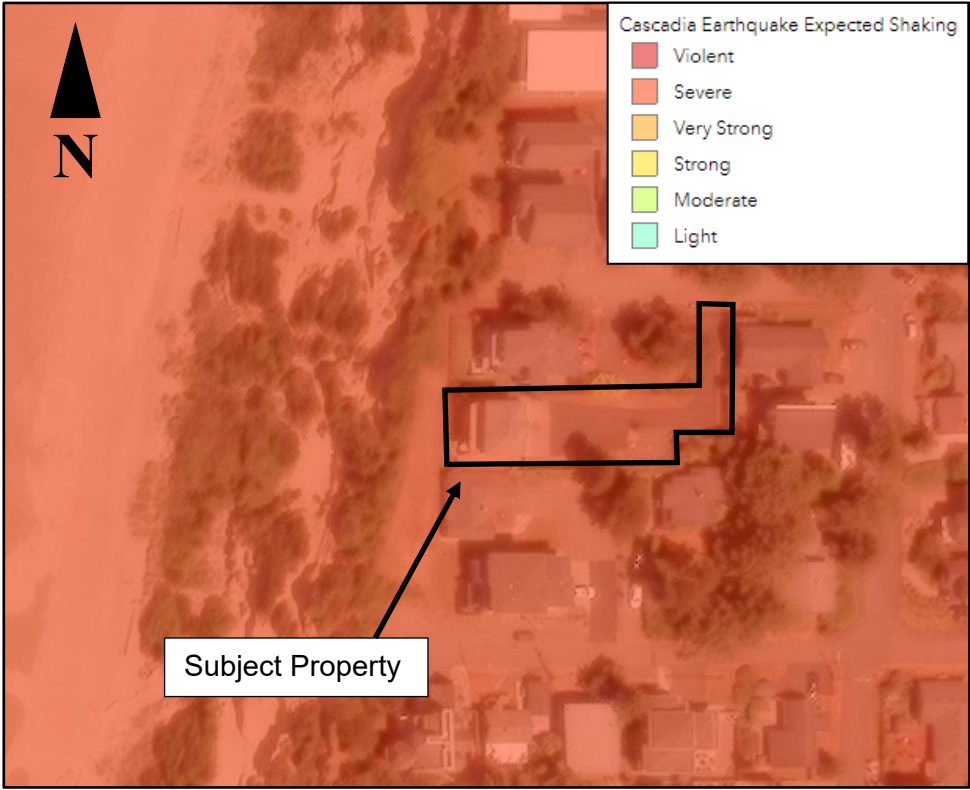 N
Cascadia Earthquake Expected Shaking
Violent
Severe
Very Strong
Strong
Moderate
Light
Subject Property